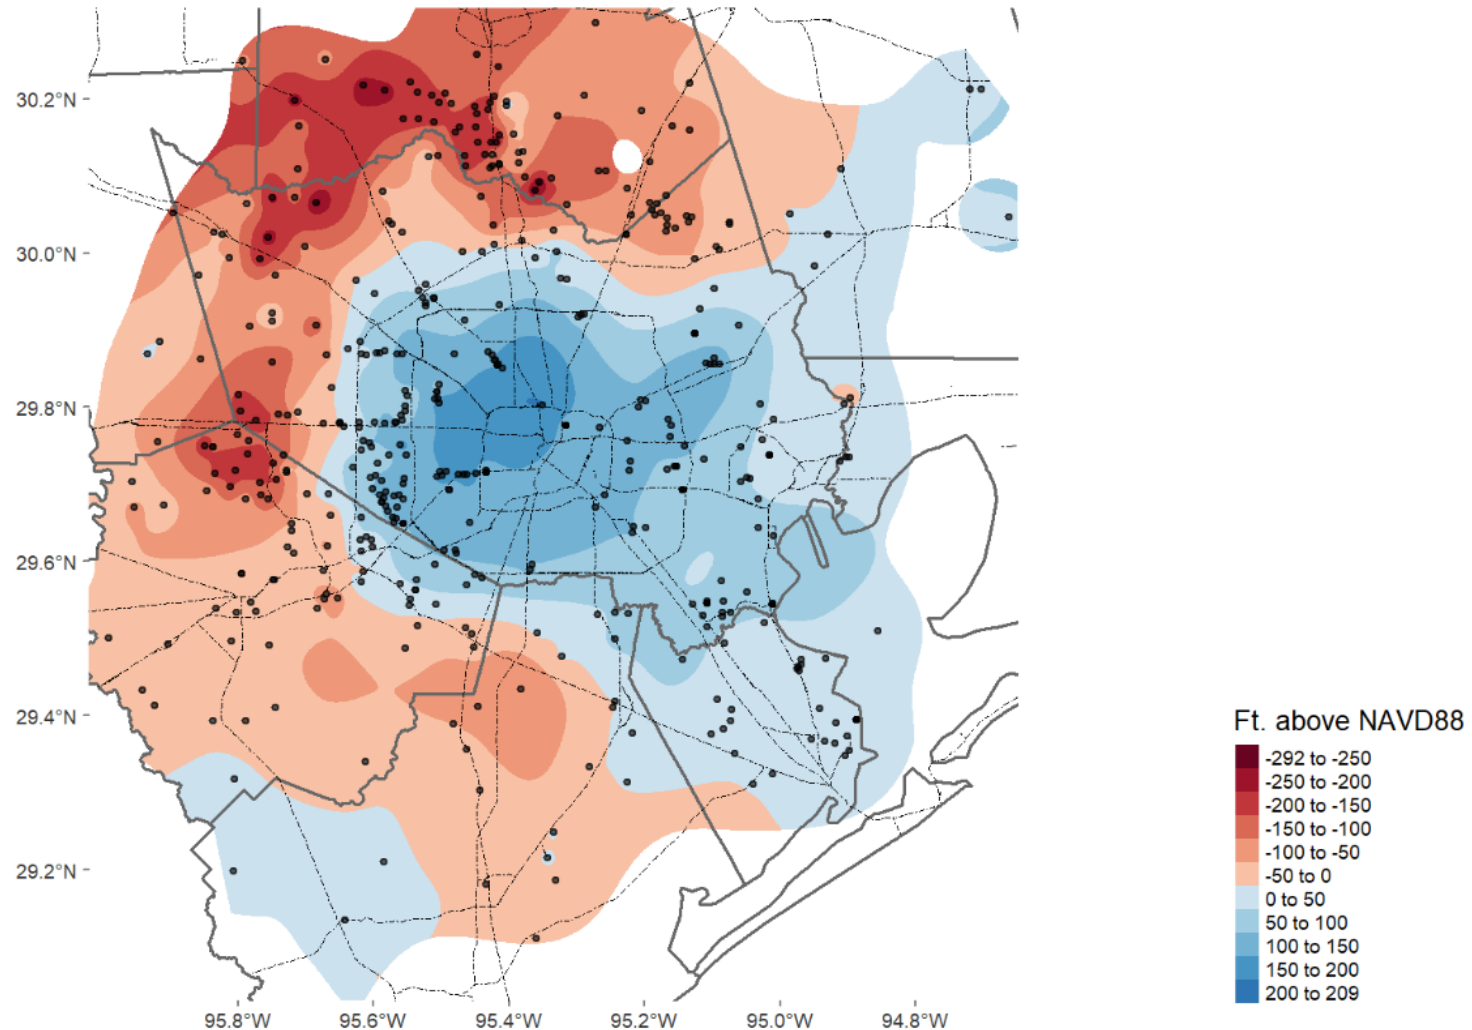 30.2°N
30.0°N
29.8°N
29.6°N
29.4°N
29.2°N
95.8°W 95.6°W 95.4°W 95.2°W 95.0°W 94.8°W
Ft. above NAVD88
-292 to -250
-250 to -200
-200 to -150
-150 to -100
-100 to -50
-50 to 0
0 to 50
50 to 100
100 to 150
150 to 200
200 to 209